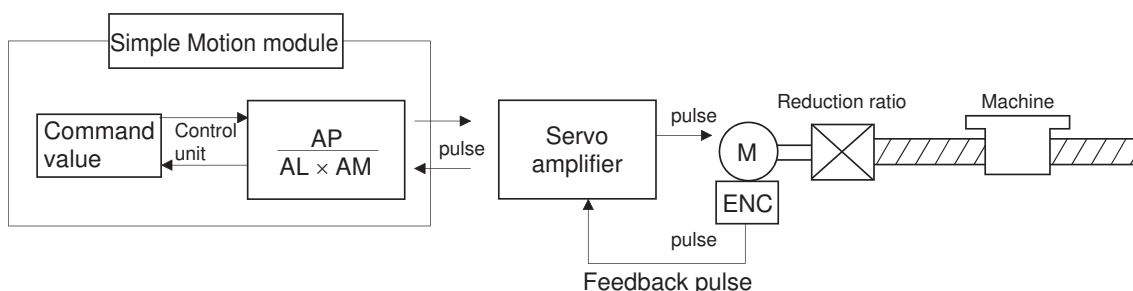 Simple Motion module
Command
value
Control
unit
AP
AL × AM
pulse
Servo
amplifier
pulse
M
ENC
pulse
Feedback pulse
Reduction ratio
Machine